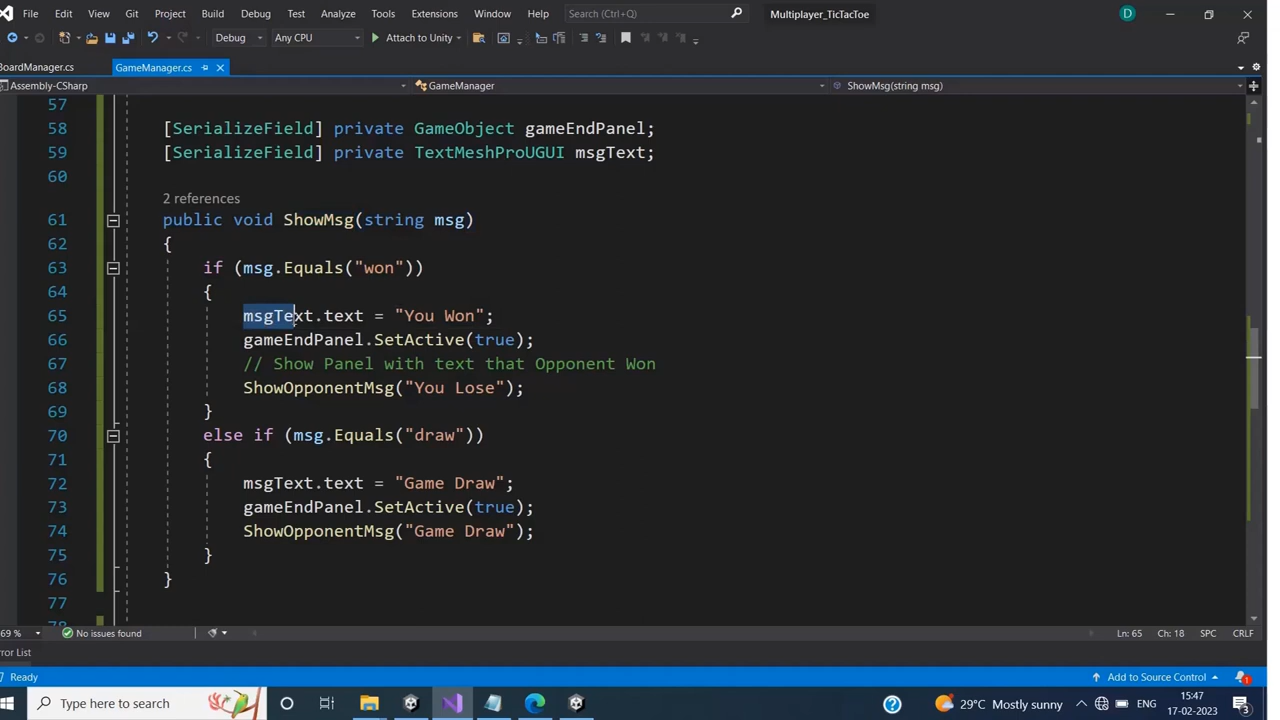 File Edit View Git Project Build Debug Test Analyze Tools Extensions Window Help Search (Ctrl+Q) Multiplayer_TicTacToe D
Debug Any CPU Attach to Unity
BoardManager.cs GameManager.cs
Assembly-CSharp GameManager ShowMsg(string msg)
57
58 [SerializeField] private GameObject gameEndPanel;
59 [SerializeField] private TextMeshProUGUI msgText;
60
2 references
61 public void ShowMsg(string msg)
62 {
63 if (msg.Equals("won"))
64 {
65 msgText.text = "You Won";
66 gameEndPanel.SetActive(true);
67 // Show Panel with text that Opponent Won
68 ShowOpponentMsg("You Lose");
69 }
70 else if (msg.Equals("draw"))
71 {
72 msgText.text = "Game Draw";
73 gameEndPanel.SetActive(true);
74 ShowOpponentMsg("Game Draw");
75 }
76 }
77
78
69 % No issues found Ln: 65 Ch: 18 SPC CRLF
rror List
Ready Add to Source Control 1
Type here to search 29°C Mostly sunny ENG 15:47
17-02-2023 3